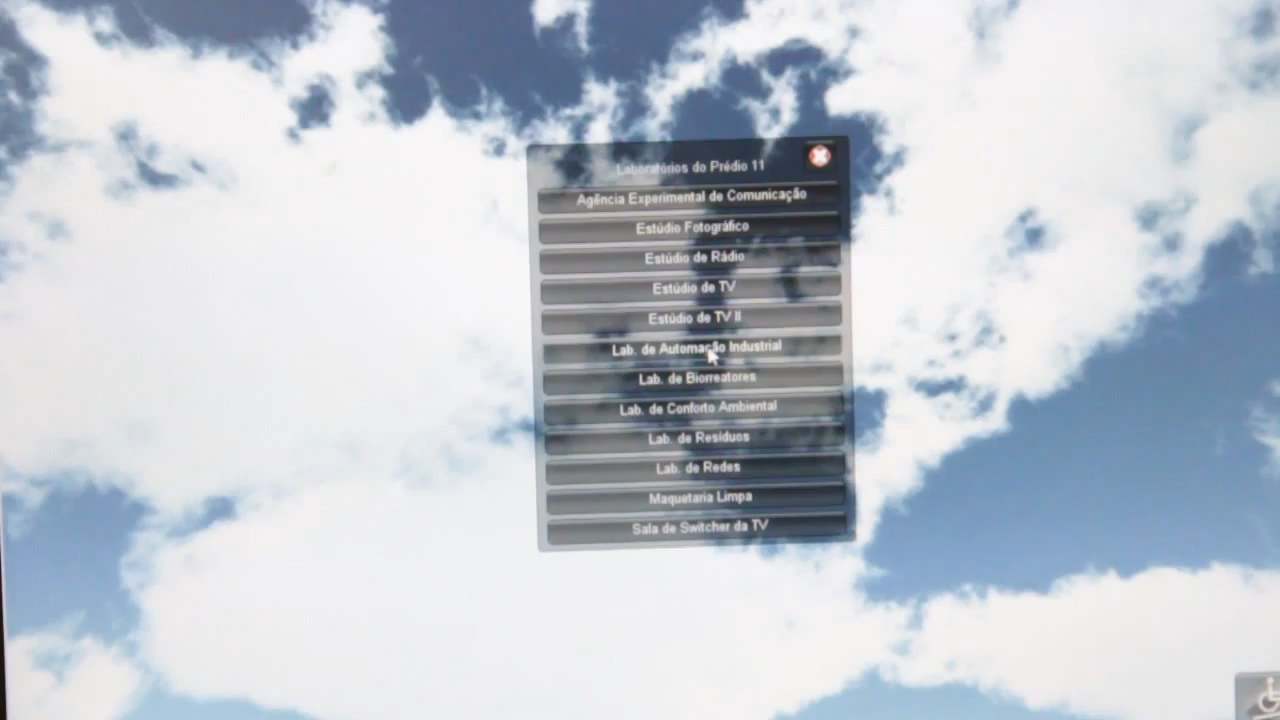 Laboratórios do Prédio 11
Agência Experimental de Comunicação
Estúdio Fotográfico
Estúdio de Rádio
Estúdio de TV
Estúdio de TV II
Lab. de Automação Industrial
Lab. de Biorreatores
Lab. de Conforto Ambiental
Lab. de Resíduos
Lab. de Redes
Maquetaria Limpa
Sala de Switcher da TV